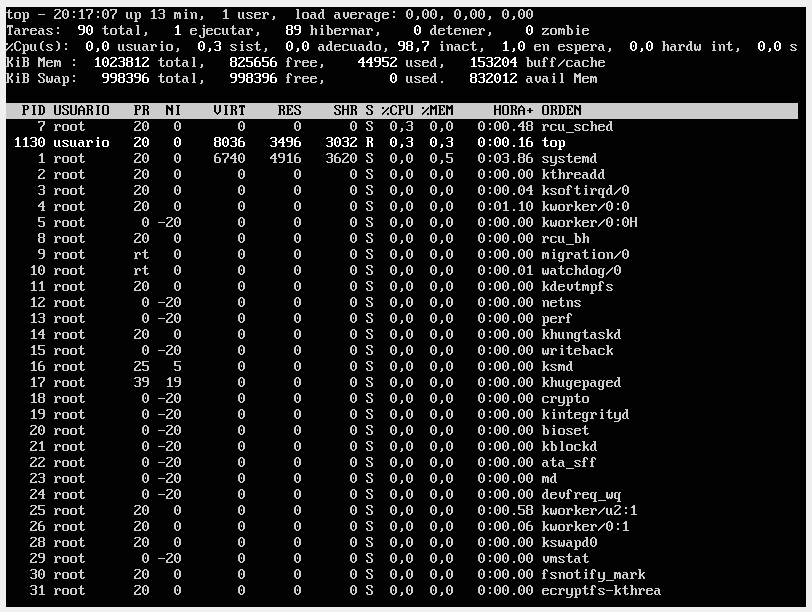 top - 20:17:07 up 13 min,  1 user,  load average: 0,00, 0,00, 0,00
Tareas:  90 total,   1 ejecutar,   89 hibernar,    0 detener,    0 zombie
%Cpu(s):  0,0 usuario,  0,3 sist,  0,0 adecuado, 98,7 inact,  1,0 en espera,  0,0 hardw int,  0,0 s
KiB Mem :  1023812 total,   825656 free,    44952 used,   153204 buff/cache
KiB Swap:   998396 total,   998396 free,        0 used.   832012 avail Mem
PID USUARIO   PR  NI    VIRT    RES    SHR S %CPU %MEM     HORA+ ORDEN
7 root      20   0       0      0      0 S  0,3  0,0   0:00.48 rcu_sched
1130 usuario   20   0    8036   3496   3032 R  0,3  0,3   0:00.16 top
1 root      20   0    6740   4916   3620 S  0,0  0,5   0:03.86 systemd
2 root      20   0       0      0      0 S  0,0  0,0   0:00.00 kthreadd
3 root      20   0       0      0      0 S  0,0  0,0   0:00.04 ksoftirqd/0
4 root      20   0       0      0      0 S  0,0  0,0   0:01.10 kworker/0:0
5 root       0 -20       0      0      0 S  0,0  0,0   0:00.00 kworker/0:0H
8 root      20   0       0      0      0 S  0,0  0,0   0:00.00 rcu_bh
9 root      rt   0       0      0      0 S  0,0  0,0   0:00.00 migration/0
10 root      rt   0       0      0      0 S  0,0  0,0   0:00.01 watchdog/0
11 root      20   0       0      0      0 S  0,0  0,0   0:00.00 kdevtmpfs
12 root       0 -20       0      0      0 S  0,0  0,0   0:00.00 netns
13 root       0 -20       0      0      0 S  0,0  0,0   0:00.00 perf
14 root      20   0       0      0      0 S  0,0  0,0   0:00.00 khungtaskd
15 root       0 -20       0      0      0 S  0,0  0,0   0:00.00 writeback
16 root      25   5       0      0      0 S  0,0  0,0   0:00.00 ksmd
17 root      39  19       0      0      0 S  0,0  0,0   0:00.00 khugepaged
18 root       0 -20       0      0      0 S  0,0  0,0   0:00.00 crypto
19 root       0 -20       0      0      0 S  0,0  0,0   0:00.00 kintegrityd
20 root       0 -20       0      0      0 S  0,0  0,0   0:00.00 bioset
21 root       0 -20       0      0      0 S  0,0  0,0   0:00.00 kblockd
22 root       0 -20       0      0      0 S  0,0  0,0   0:00.00 ata_sff
23 root       0 -20       0      0      0 S  0,0  0,0   0:00.00 md
24 root       0 -20       0      0      0 S  0,0  0,0   0:00.00 devfreq_wq
25 root      20   0       0      0      0 S  0,0  0,0   0:00.58 kworker/u2:1
26 root      20   0       0      0      0 S  0,0  0,0   0:00.06 kworker/0:1
28 root      20   0       0      0      0 S  0,0  0,0   0:00.00 kswapd0
29 root       0 -20       0      0      0 S  0,0  0,0   0:00.00 vmstat
30 root      20   0       0      0      0 S  0,0  0,0   0:00.00 fsnotify_mark
31 root      20   0       0      0      0 S  0,0  0,0   0:00.00 ecryptfs-kthrea